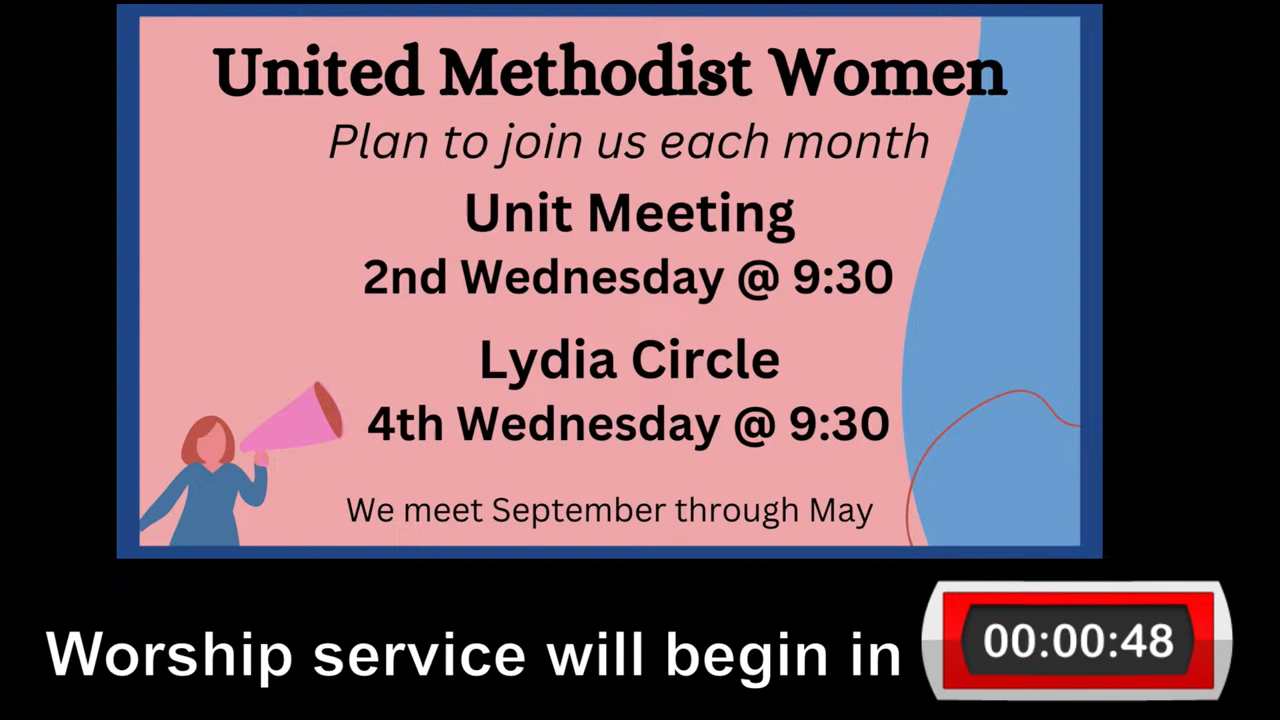 United Methodist Women
Plan to join us each month
Unit Meeting
2nd Wednesday @ 9:30
Lydia Circle
4th Wednesday @ 9:30
We meet September through May
Worship service will begin in 00:00:48